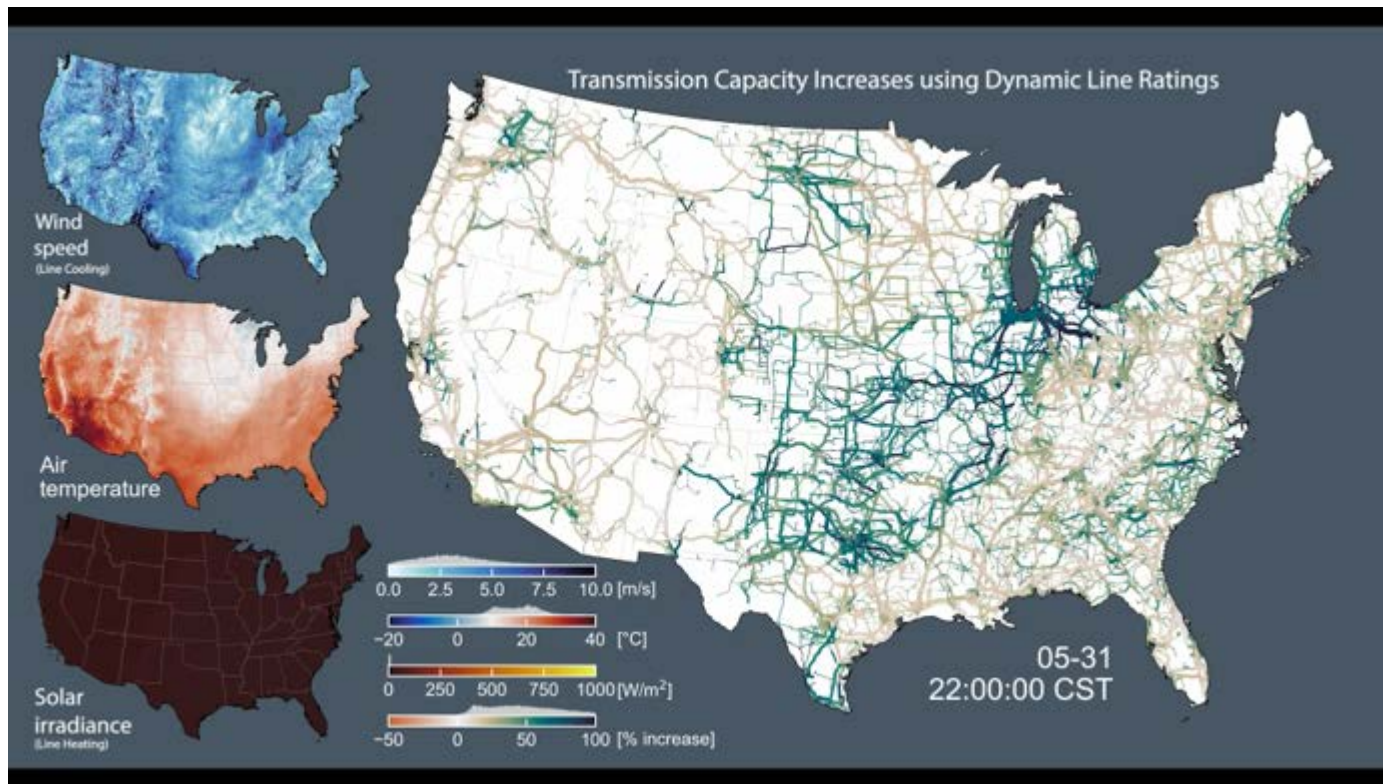 Transmission Capacity Increases using Dynamic Line Ratings
Wind
speed
(Line Cooling)
Air
temperature
Solar
irradiance
(Line Heating)
0.0 2.5 5.0 7.5 10.0 [m/s]
−20 0 20 40 [°C]
0 250 500 750 1000 [W/m²]
−50 0 50 100 [% increase]
05-31
22:00:00 CST